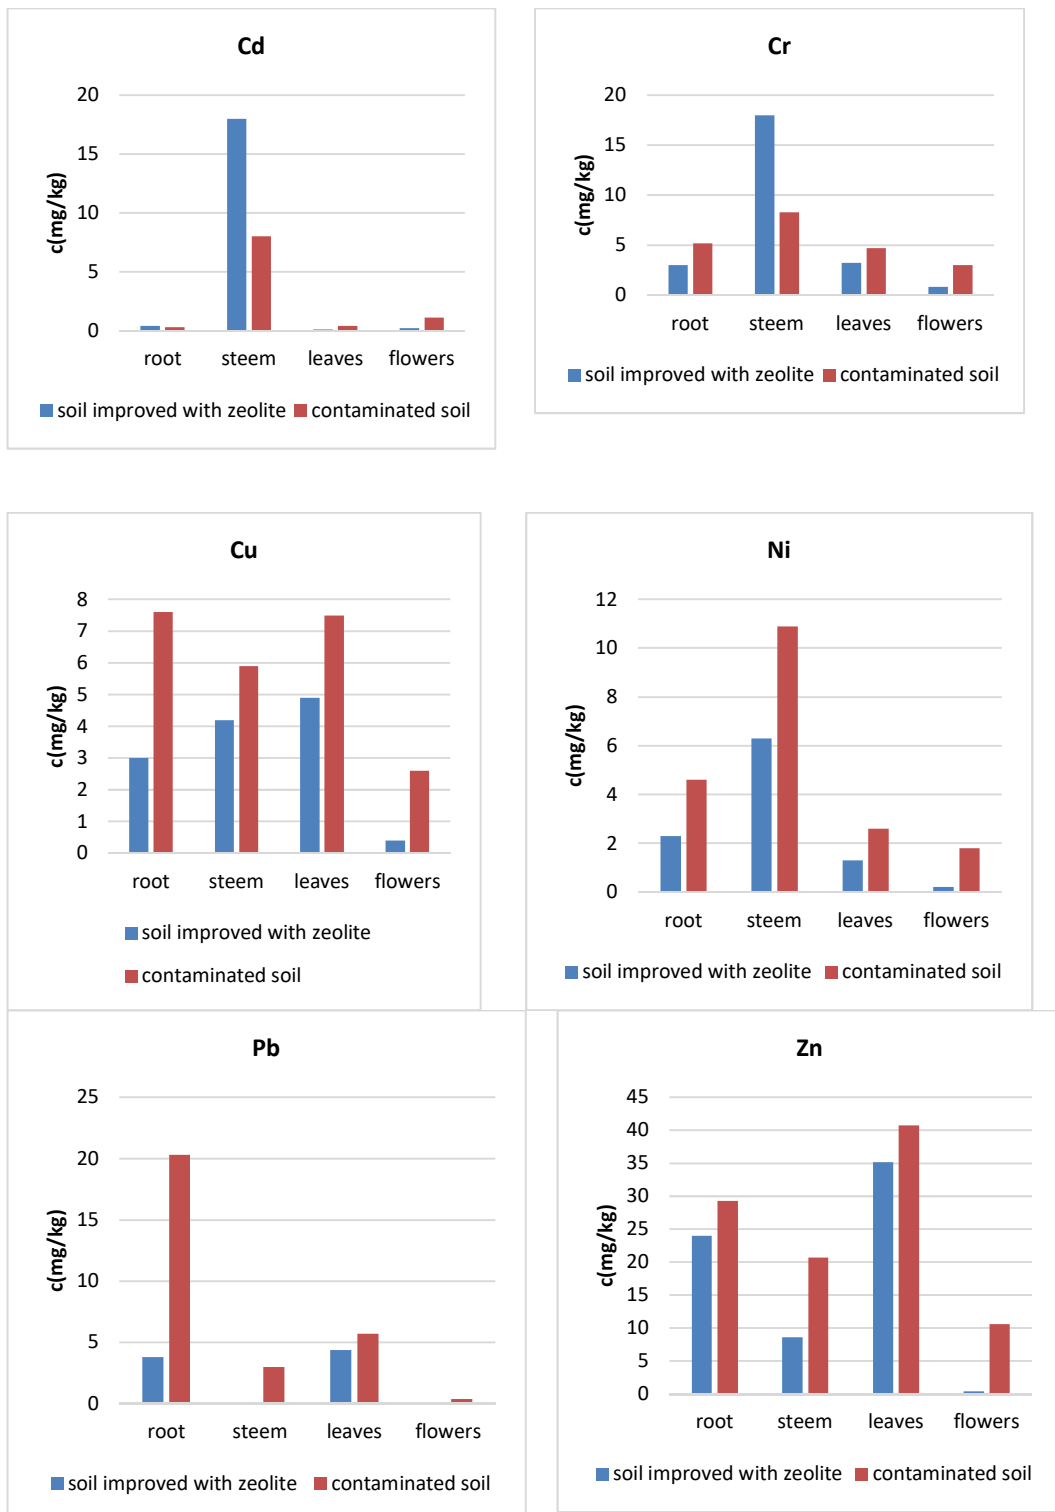 Cd
20
15
10
5
0
c(mg/kg)
root steem leaves flowers
soil improved with zeolite contaminated soil
Cr
20
15
10
5
0
c(mg/kg)
root steem leaves flowers
soil improved with zeolite contaminated soil
Cu
8
7
6
5
4
3
2
1
0
c(mg/kg)
root steem leaves flowers
soil improved with zeolite
contaminated soil
Ni
12
10
8
6
4
2
0
c(mg/kg)
root steem leaves flowers
soil improved with zeolite contaminated soil
Pb
25
20
15
10
5
0
c(mg/kg)
root steem leaves flowers
soil improved with zeolite contaminated soil
Zn
45
40
35
30
25
20
15
10
5
0
c(mg/kg)
root steem leaves flowers
soil improved with zeolite contaminated soil